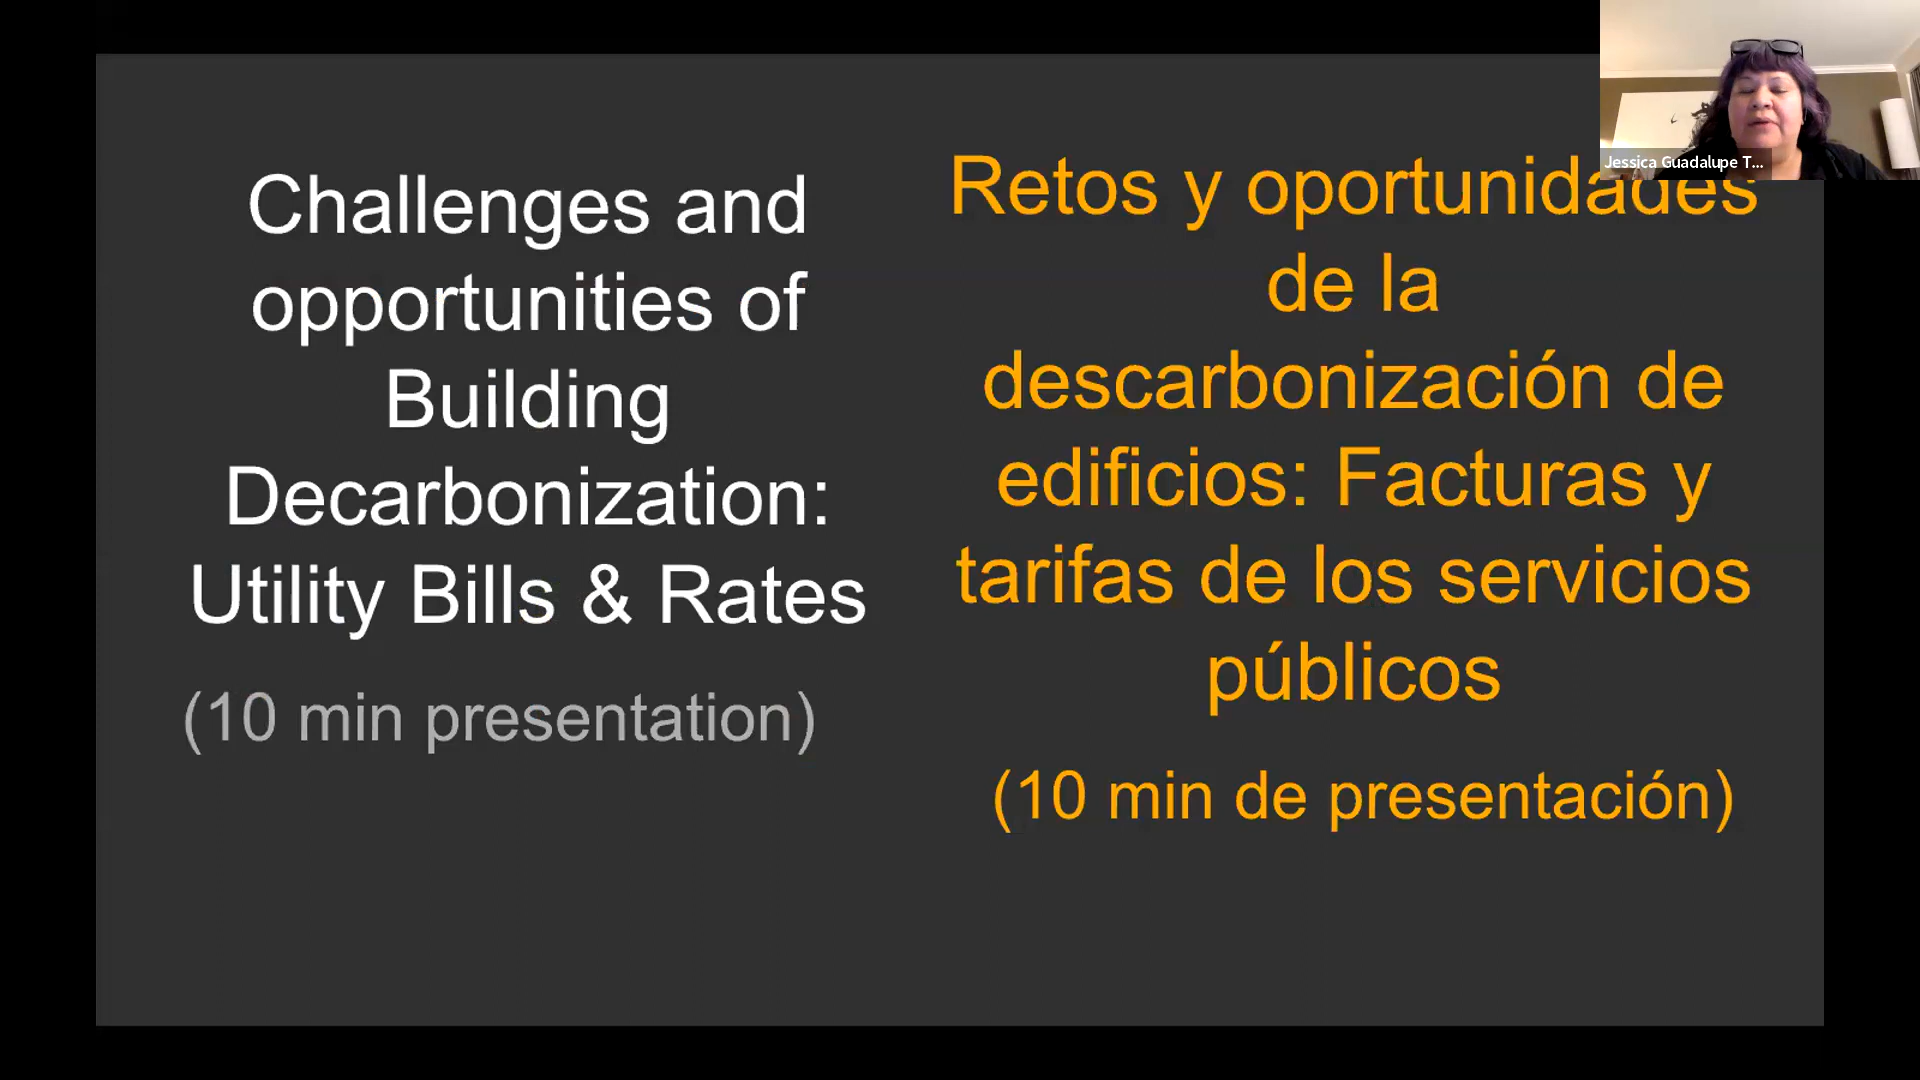 Challenges and
opportunities of
Building
Decarbonization:
Utility Bills & Rates
(10 min presentation)
Retos y oportunidades
de la
descarbonización de
edificios: Facturas y
tarifas de los servicios
públicos
(10 min de presentación)
Jessica Guadalupe T...